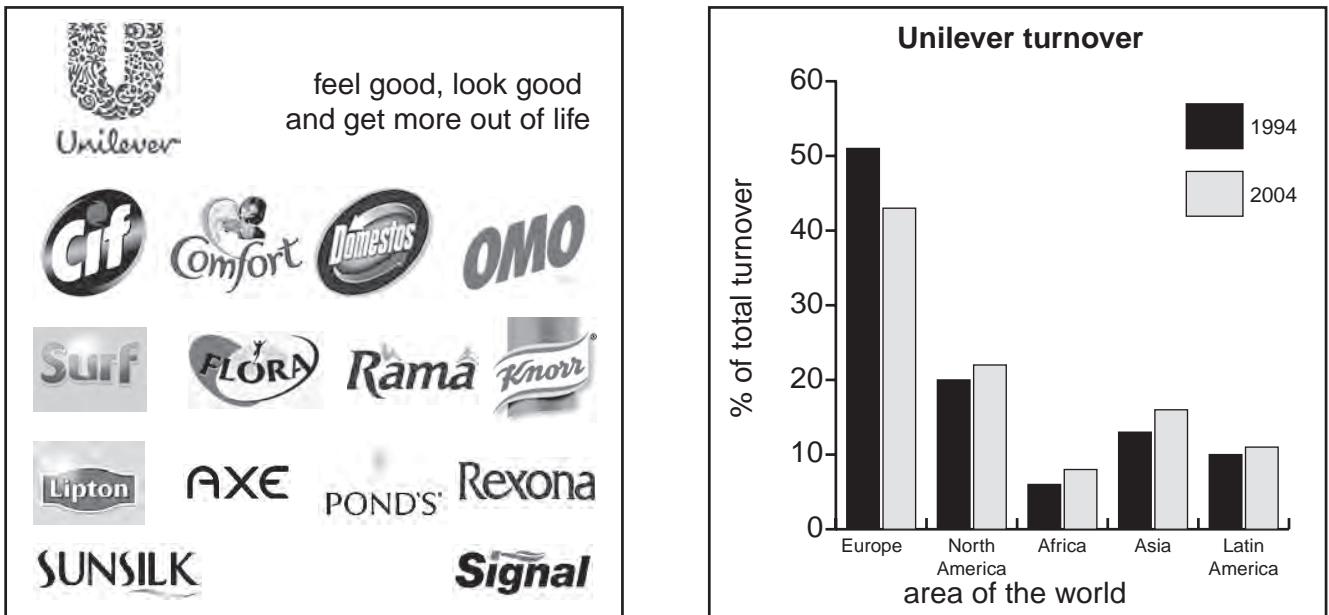 Unilever
feel good, look good
and get more out of life
Cif
Comfort
Domestos
OMO
Surf
FLORA
Rama
Knorr
®
Lipton
AXE
POND'S
Rexona
SUNSILK
Signal
Unilever turnover
% of total turnover
60
50
40
30
20
10
0
1994
2004
Europe
North
America
Africa
Asia
Latin
America
area of the world